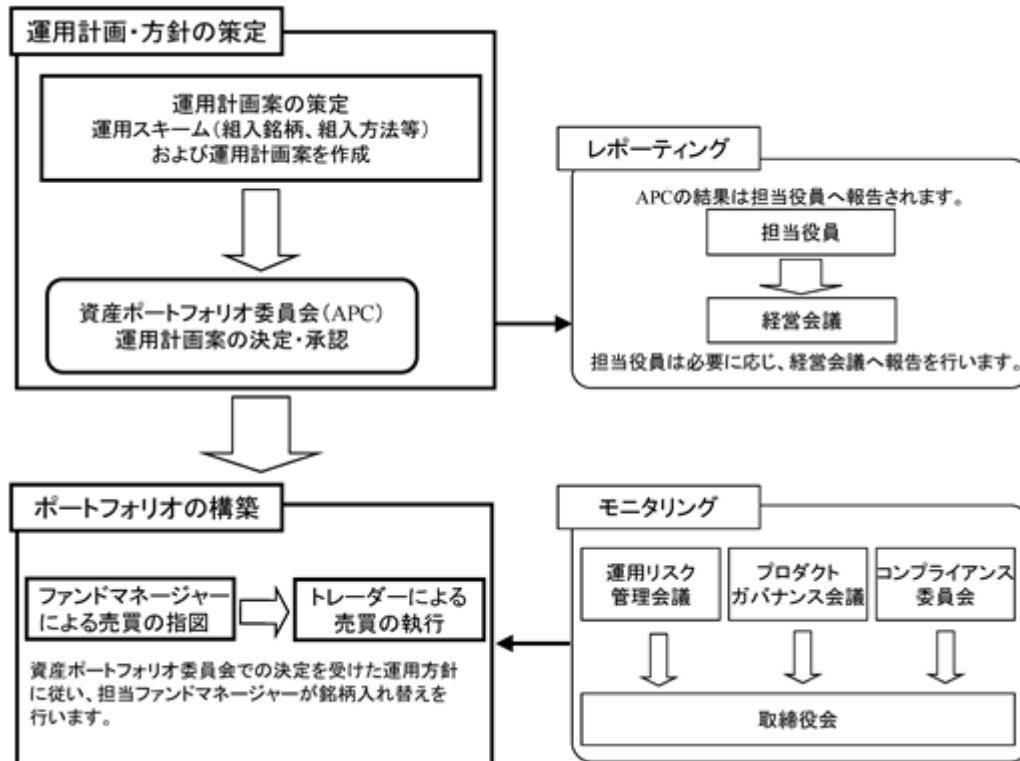 運用計画・方針の策定
運用計画案の策定
運用スキーム（組入銘柄、組入方法等）
および運用計画案を作成
資産ポートフォリオ委員会（APC）
運用計画案の決定・承認
レポーティング
APCの結果は担当役員へ報告されます。
担当役員
経営会議
担当役員は必要に応じ、経営会議へ報告を行います。
ポートフォリオの構築
ファンドマネージャー
による売買の指図
トレーダーによる
売買の執行
資産ポートフォリオ委員会での決定を受けた運用方針
に従い、担当ファンドマネージャーが銘柄入れ替えを
行います。
モニタリング
運用リスク
管理会議
プロダクト
ガバナンス会議
コンプライアンス
委員会
取締役会